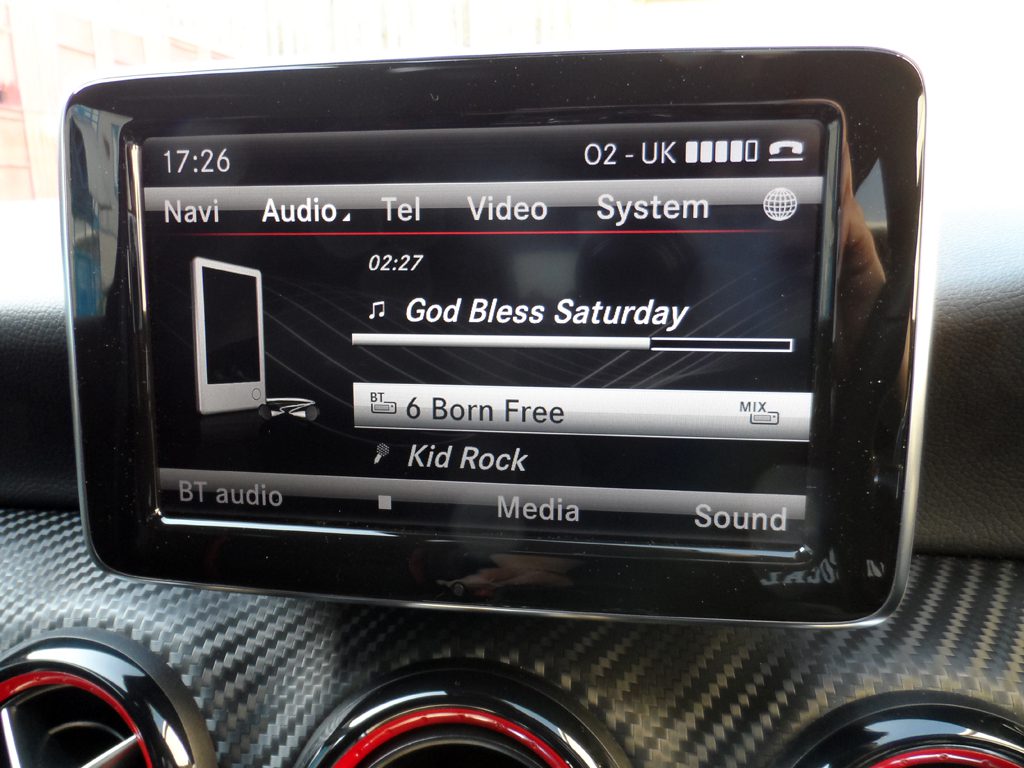 17:26 O2 - UK
Navi Audio Tel Video System
02:27
God Bless Saturday
BT 6 Born Free MIX
Kid Rock
BT audio Media Sound